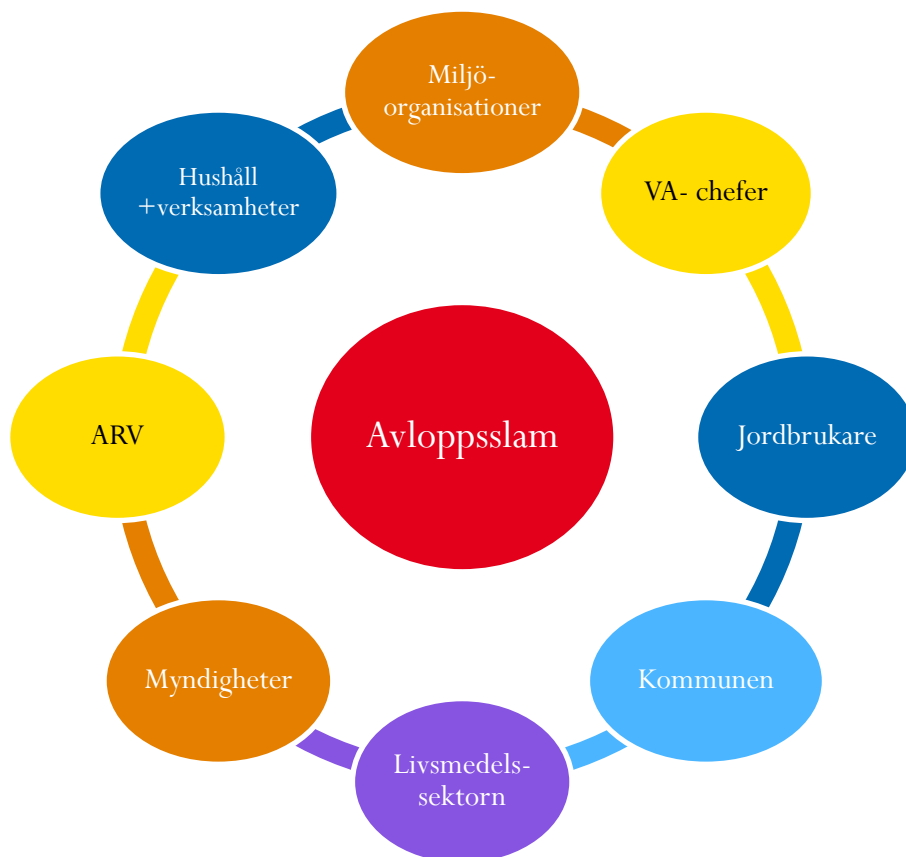 Miljö-
organisationer
VA- chefer
Jordbrukare
Kommunen
Livsmedels-
sektorn
Myndigheter
ARV
Hushåll
+verksamheter
Avloppsslam